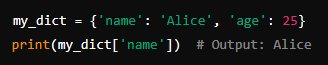 my_dict = {'name': 'Alice', 'age': 25}
print(my_dict['name'])  # Output: Alice